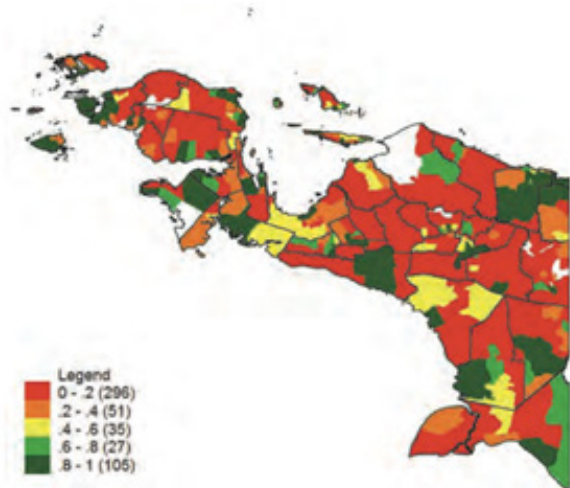 Legend
0 - .2 (296)
.2 - .4 (51)
.4 - .6 (35)
.6 - .8 (27)
.8 - 1 (105)